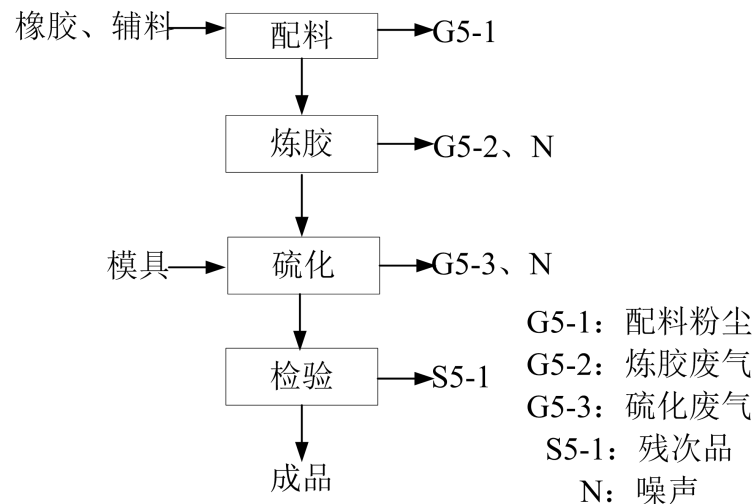 橡胶、辅料
配料
G5-1
炼胶
G5-2、N
模具
硫化
G5-3、N
检验
S5-1
成品
G5-1：配料粉尘
G5-2：炼胶废气
G5-3：硫化废气
S5-1：残次品
N：噪声